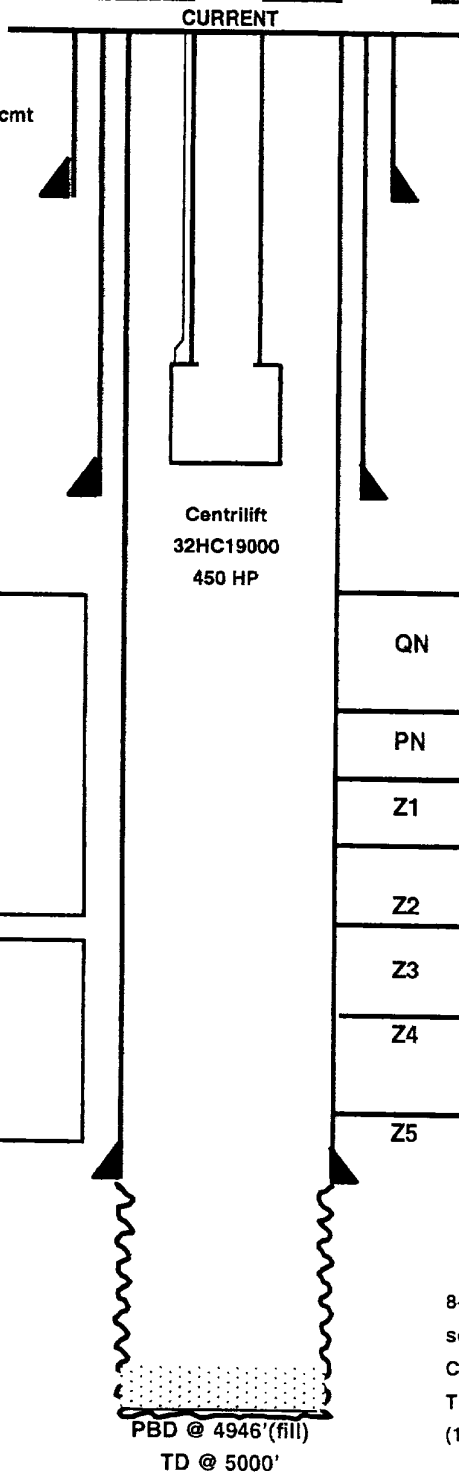 CURRENT
cmt
Centrilift
32HC19000
450 HP
QN
PN
Z1
Z2
Z3
Z4
Z5
PBD @ 4946'(fill)
TD @ 5000'